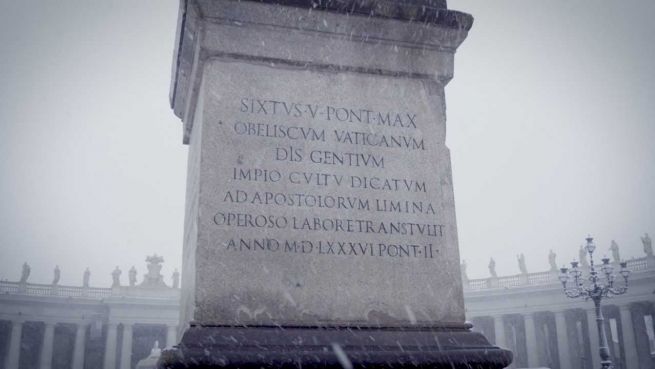 SIXTVS·V·PONT·MAX
OBELISCVM VATICANVM
DIS GENTIVM
IMPIO CVLTV DICATVM
AD APOSTOLORVM LIMINA
OPEROSO LABORE TRANSTVLIT
ANNO M·D·LXXXVI PONT·II·